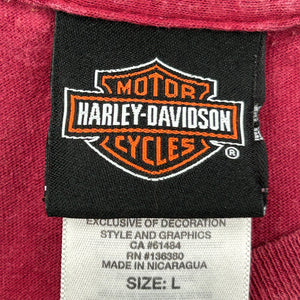 MOTOR
HARLEY-DAVIDSON
CYCLES
®
EXCLUSIVE OF DECORATION
STYLE AND GRAPHICS
CA #61484
RN #136380
MADE IN NICARAGUA
SIZE: L